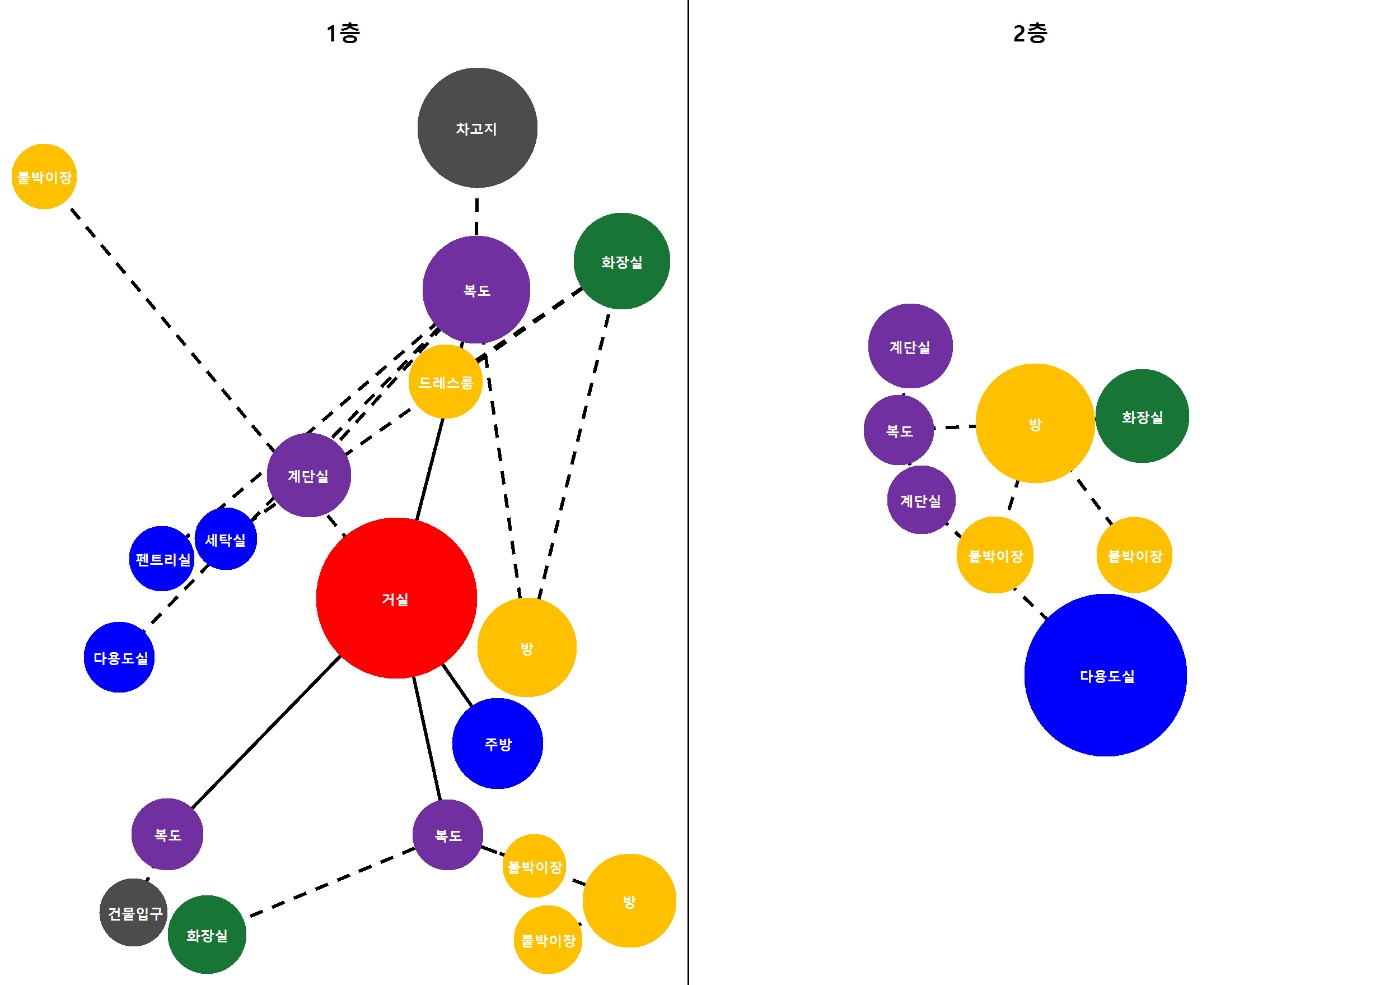 1층
차고지
붙박이장
화장실
복도
드레스룸
계단실
세탁실
펜트리실
거실
방
다용도실
주방
복도
복도
붙박이장
방
건물입구
화장실
붙박이장
2층
계단실
방
화장실
복도
계단실
붙박이장
붙박이장
다용도실